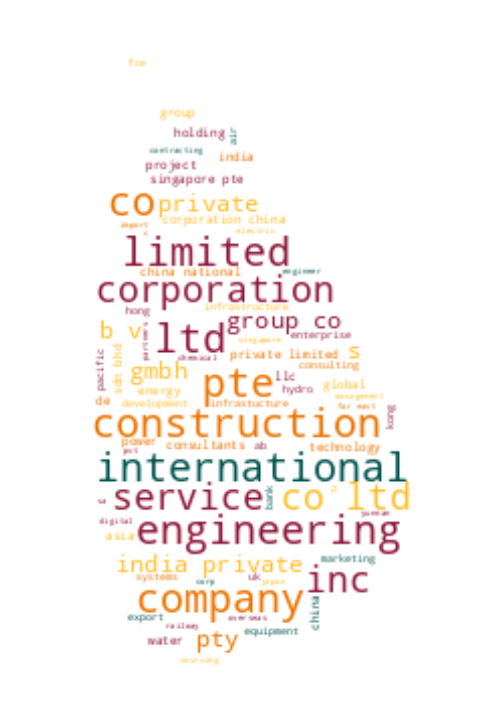 fze
group
holding air
contracting
india
project
singapore pte
co private
corporation china
import
electric
limited
china national engineer
corporation
infrastructure
hong
group co
b v ltd
partners
enterprise
singapore
chemical private limited s
pacific
sdn bhd
consulting
gmbh
pte llc
energy hydro global
management
de development infrastructure far east
construction
kong
power consultants ab technology
pvt
international
service bank co ltd
sa
yunnan
digital
engineering
asia
india private marketing
systems corp uk japan inc
company
china
export overseas
railway equipment
water pty
sourcing